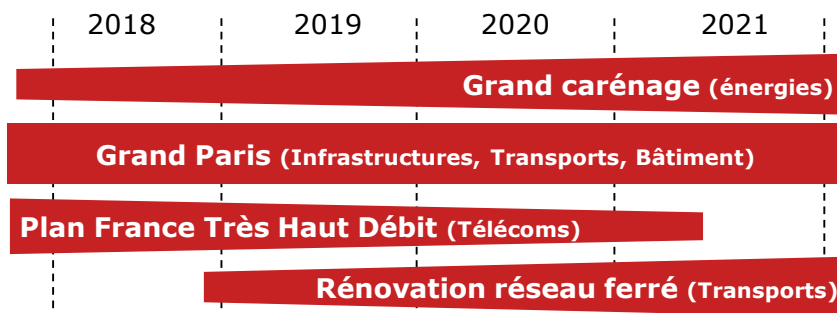 2018 2019 2020 2021
Grand carénage (énergies)
Grand Paris (Infrastructures, Transports, Bâtiment)
Plan France Très Haut Débit (Télécoms)
Rénovation réseau ferré (Transports)